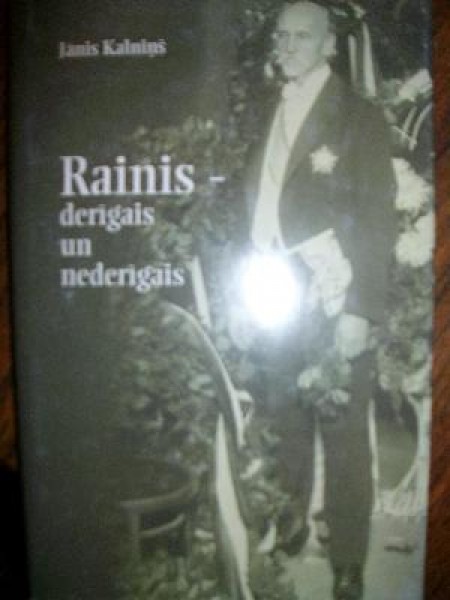 Jānis Kalniņš
Rainis -
derīgais
un
nederīgais